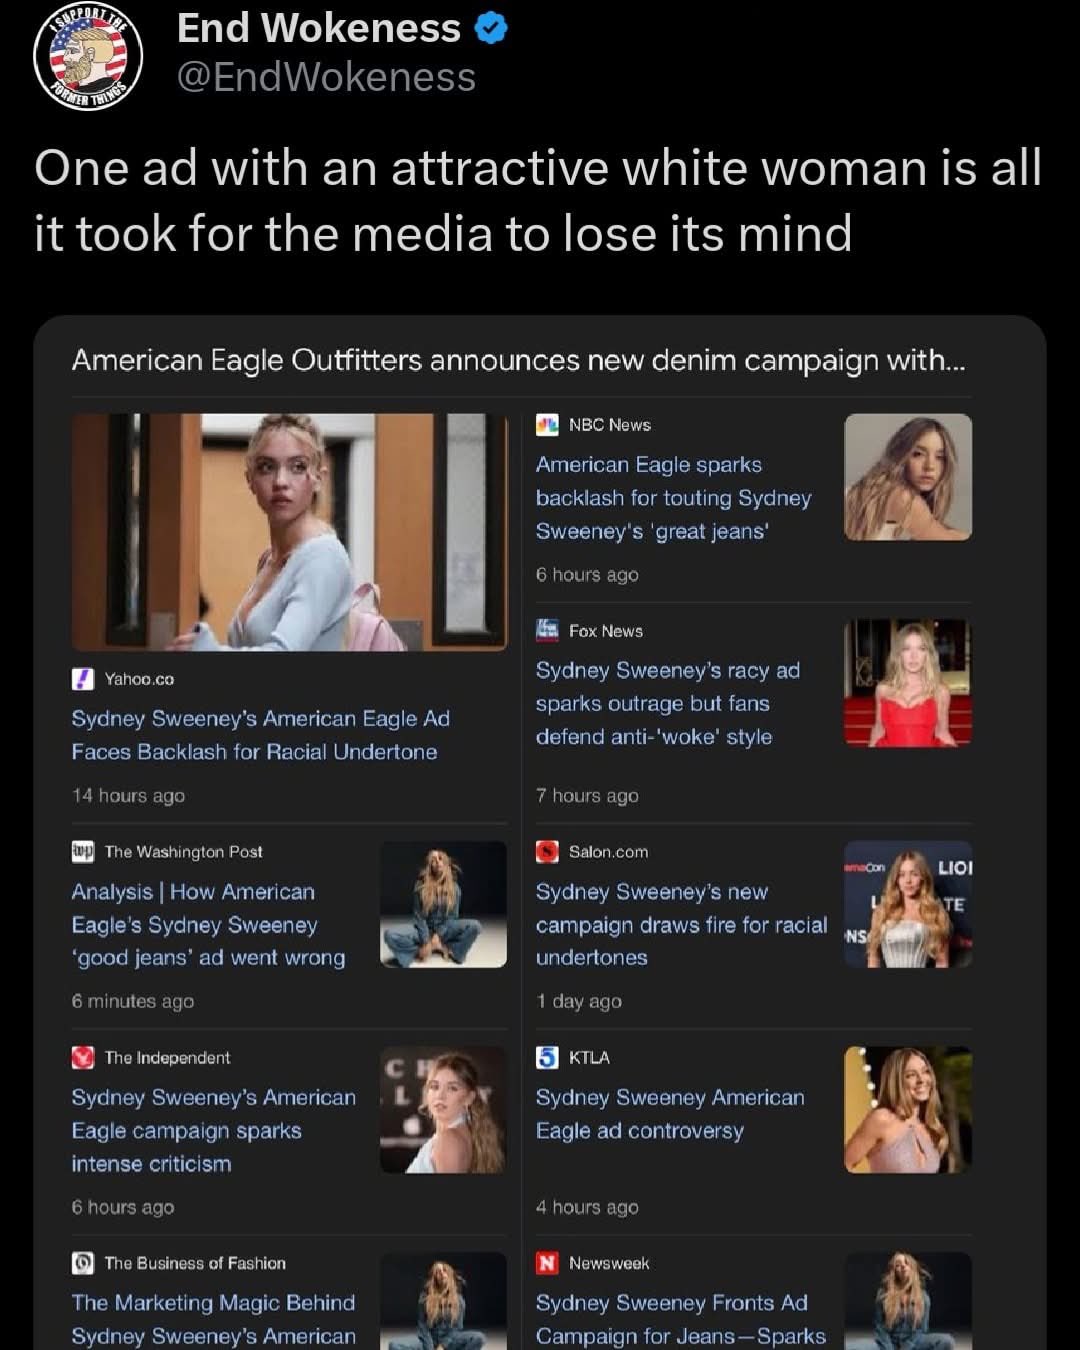 I SUPPORT THE
FORMER THINGS
End Wokeness
@EndWokeness
One ad with an attractive white woman is all
it took for the media to lose its mind
American Eagle Outfitters announces new denim campaign with...
Yahoo.co
Sydney Sweeney's American Eagle Ad
Faces Backlash for Racial Undertone
14 hours ago
NBC News
American Eagle sparks
backlash for touting Sydney
Sweeney's 'great jeans'
6 hours ago
Fox News
Sydney Sweeney's racy ad
sparks outrage but fans
defend anti-'woke' style
7 hours ago
wp
The Washington Post
Analysis | How American
Eagle's Sydney Sweeney
‘good jeans’ ad went wrong
6 minutes ago
S
Salon.com
Sydney Sweeney's new
campaign draws fire for racial
undertones
1 day ago
LIO
TE
NS
The Independent
Sydney Sweeney's American
Eagle campaign sparks
intense criticism
6 hours ago
5
KTLA
Sydney Sweeney American
Eagle ad controversy
4 hours ago
The Business of Fashion
The Marketing Magic Behind
Sydney Sweeney's American
N
Newsweek
Sydney Sweeney Fronts Ad
Campaign for Jeans—Sparks